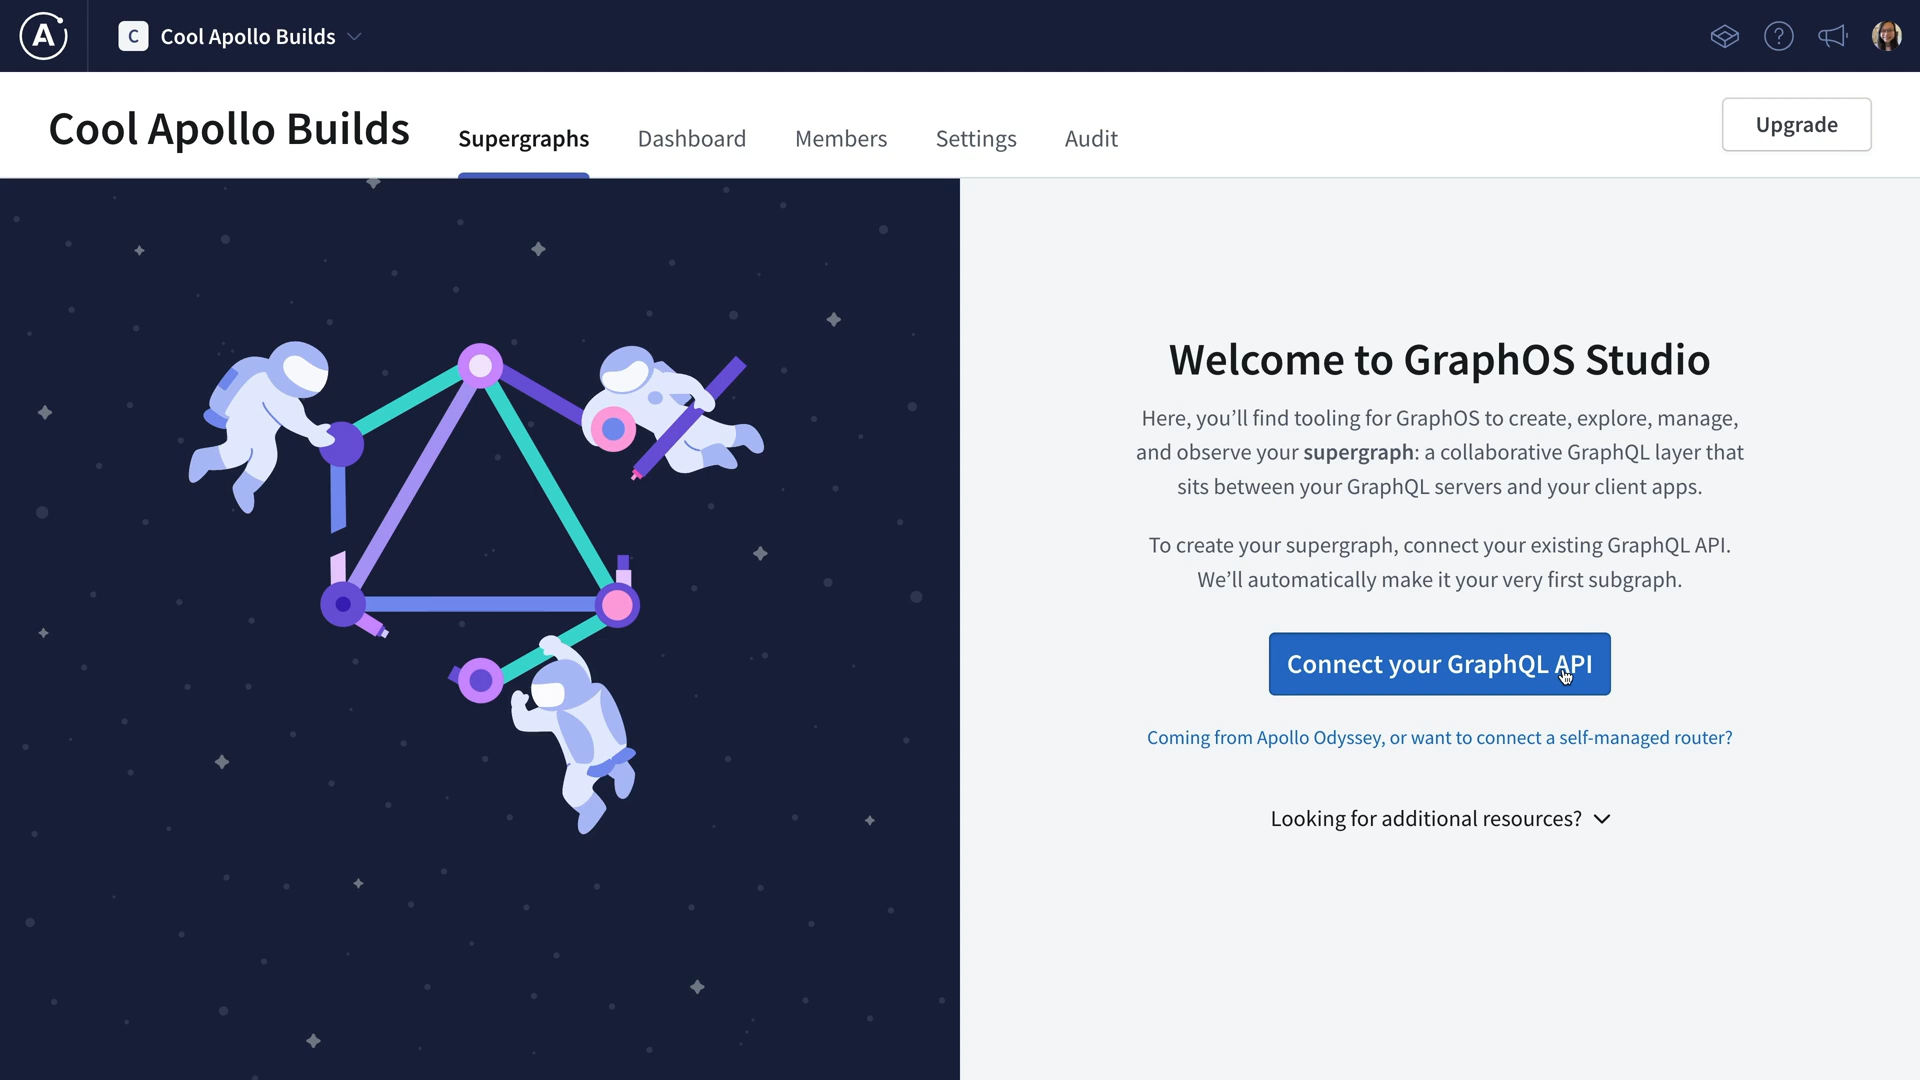 A
C Cool Apollo Builds
Cool Apollo Builds
Supergraphs Dashboard Members Settings Audit
Upgrade
Welcome to GraphOS Studio
Here, you’ll find tooling for GraphOS to create, explore, manage,
and observe your supergraph: a collaborative GraphQL layer that
sits between your GraphQL servers and your client apps.
To create your supergraph, connect your existing GraphQL API.
We’ll automatically make it your very first subgraph.
Connect your GraphQL API
Coming from Apollo Odyssey, or want to connect a self-managed router?
Looking for additional resources?